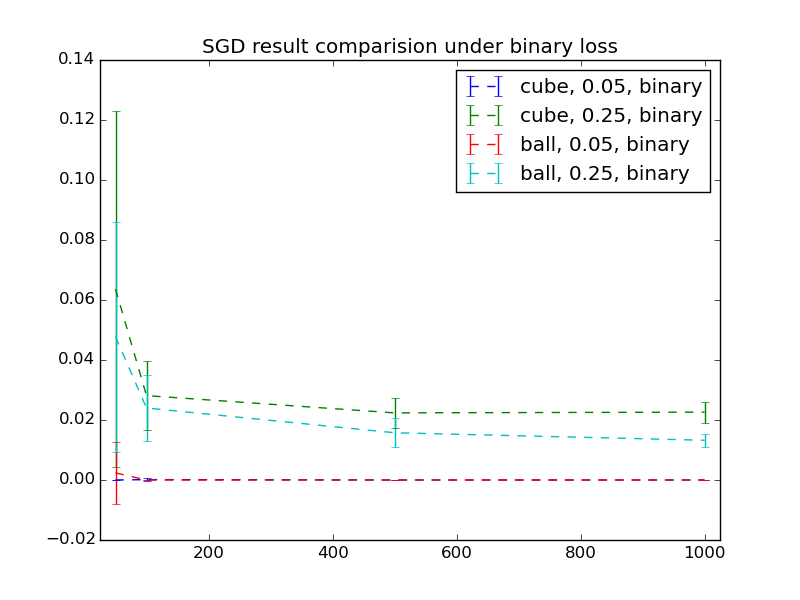 SGD result comparision under binary loss
0.14
0.12
0.10
0.08
0.06
0.04
0.02
0.00
−0.02
cube, 0.05, binary
cube, 0.25, binary
ball, 0.05, binary
ball, 0.25, binary
200 400 600 800 1000